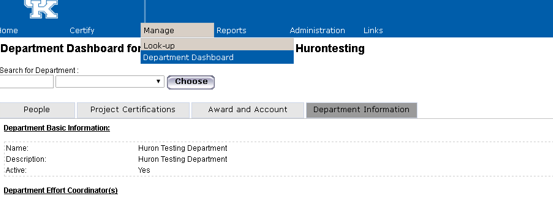 UK
ome Certify Manage Reports Administration Links
Department Dashboard for Look-up Hurontesting
Department Dashboard
Search for Department :
Choose
People Project Certifications Award and Account Department Information
Department Basic Information:
Name: Huron Testing Department
Description: Huron Testing Department
Active: Yes
Department Effort Coordinator(s)